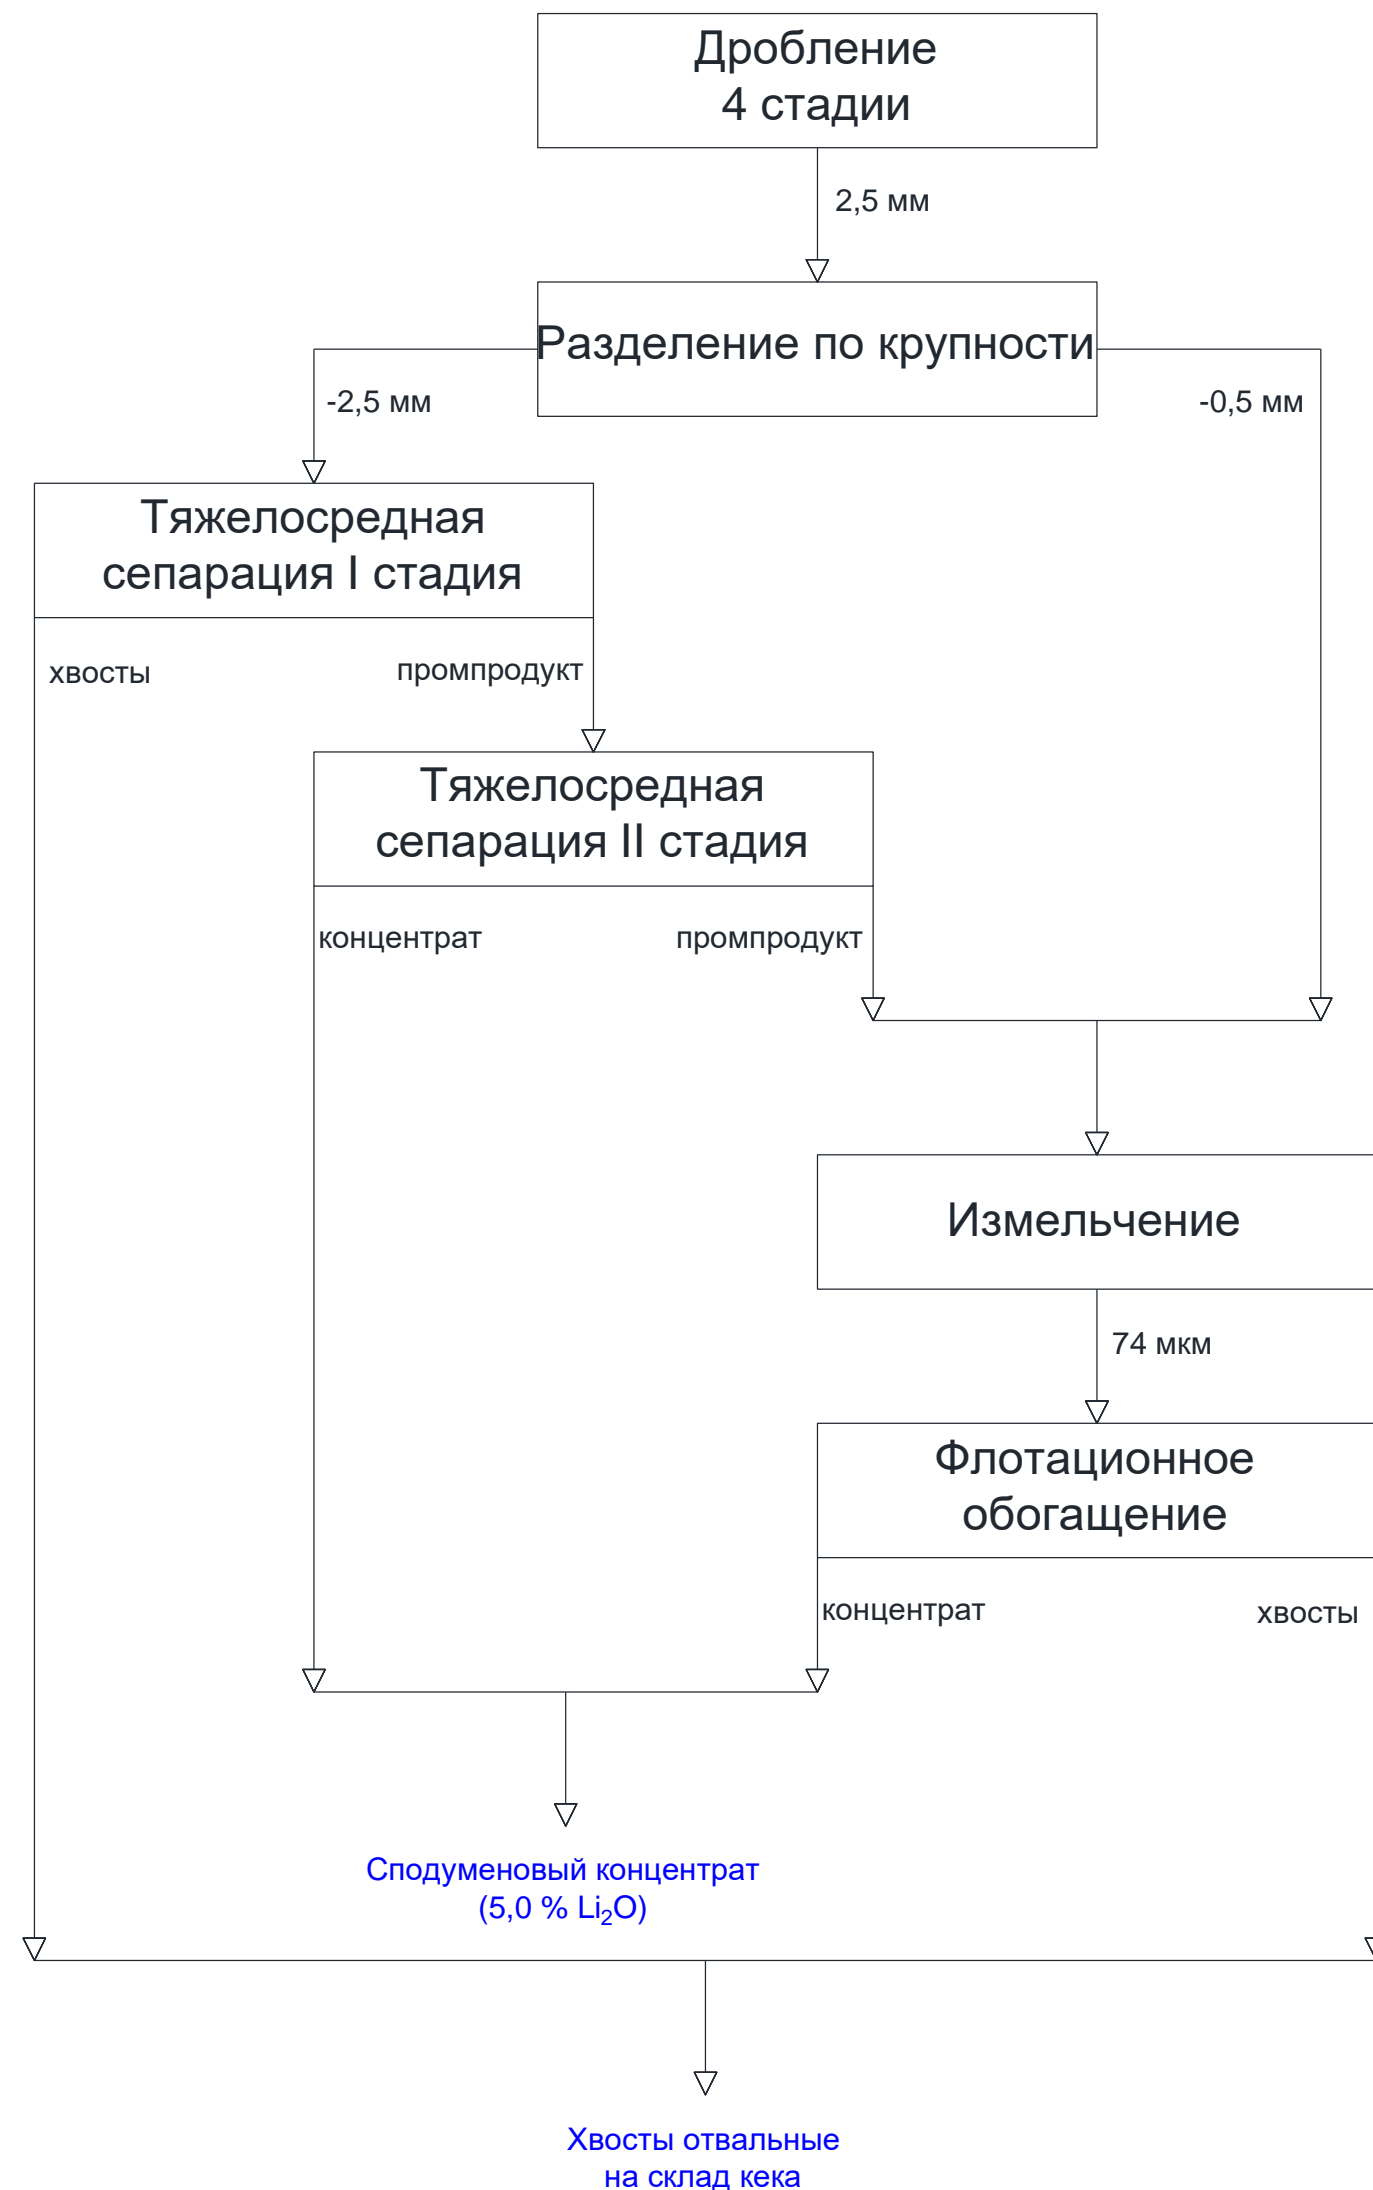 Дробление
4 стадии
2,5 мм
Разделение по крупности
-2,5 мм
-0,5 мм
Тяжелосредная
сепарация I стадия
хвосты
промпродукт
Тяжелосредная
сепарация II стадия
концентрат
промпродукт
Измельчение
74 мкм
Флотационное
обогащение
концентрат
хвосты
Сподуменовый концентрат
(5,0 % Li₂O)
Хвосты отвальные
на склад кека